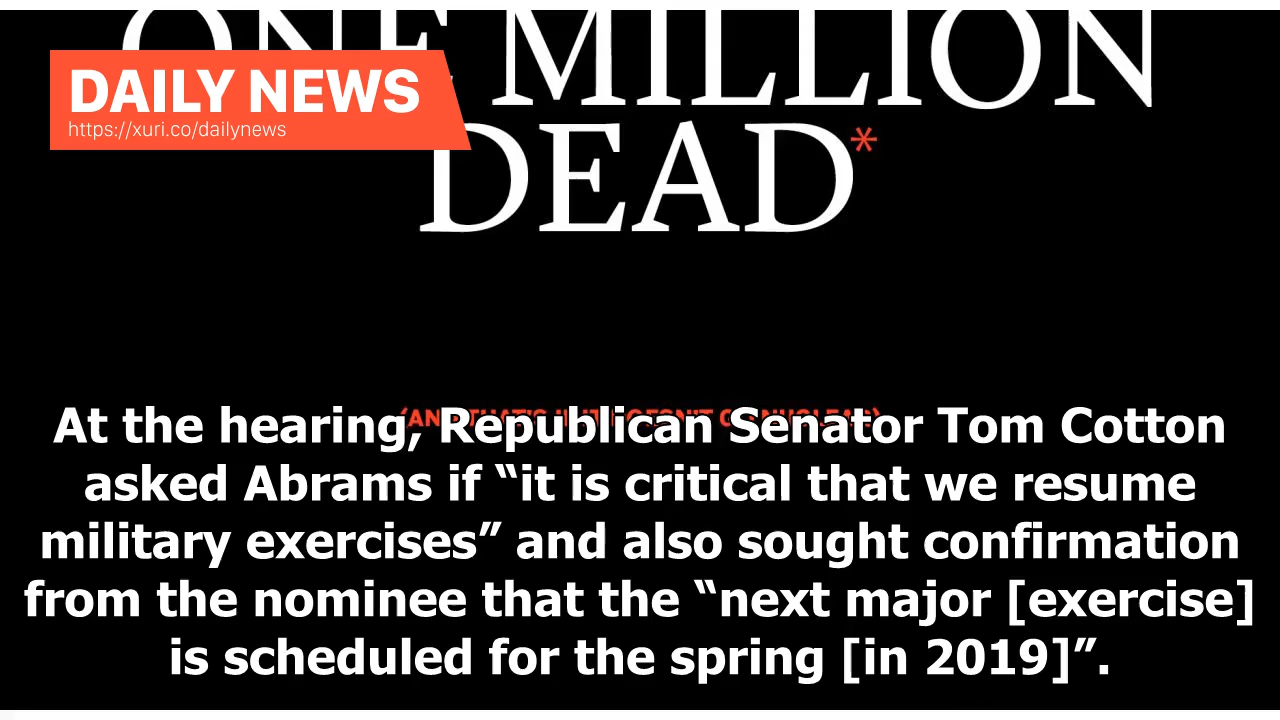 ONE MILLION
DAILY NEWS
https://xuri.co/dailynews
DEAD*
At the hearing, Republican Senator Tom Cotton
asked Abrams if “it is critical that we resume
military exercises” and also sought confirmation
from the nominee that the “next major [exercise]
is scheduled for the spring [in 2019]”.